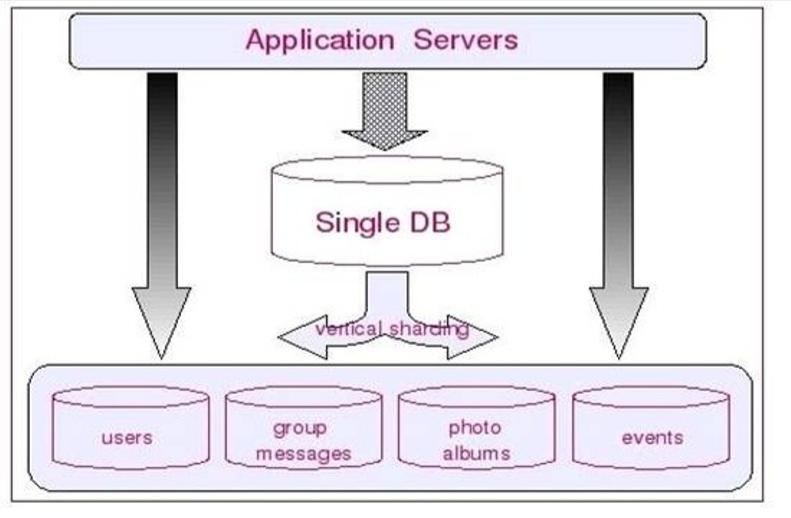 Application Servers
Single DB
vertical sharding
users
group
messages
photo
albums
events